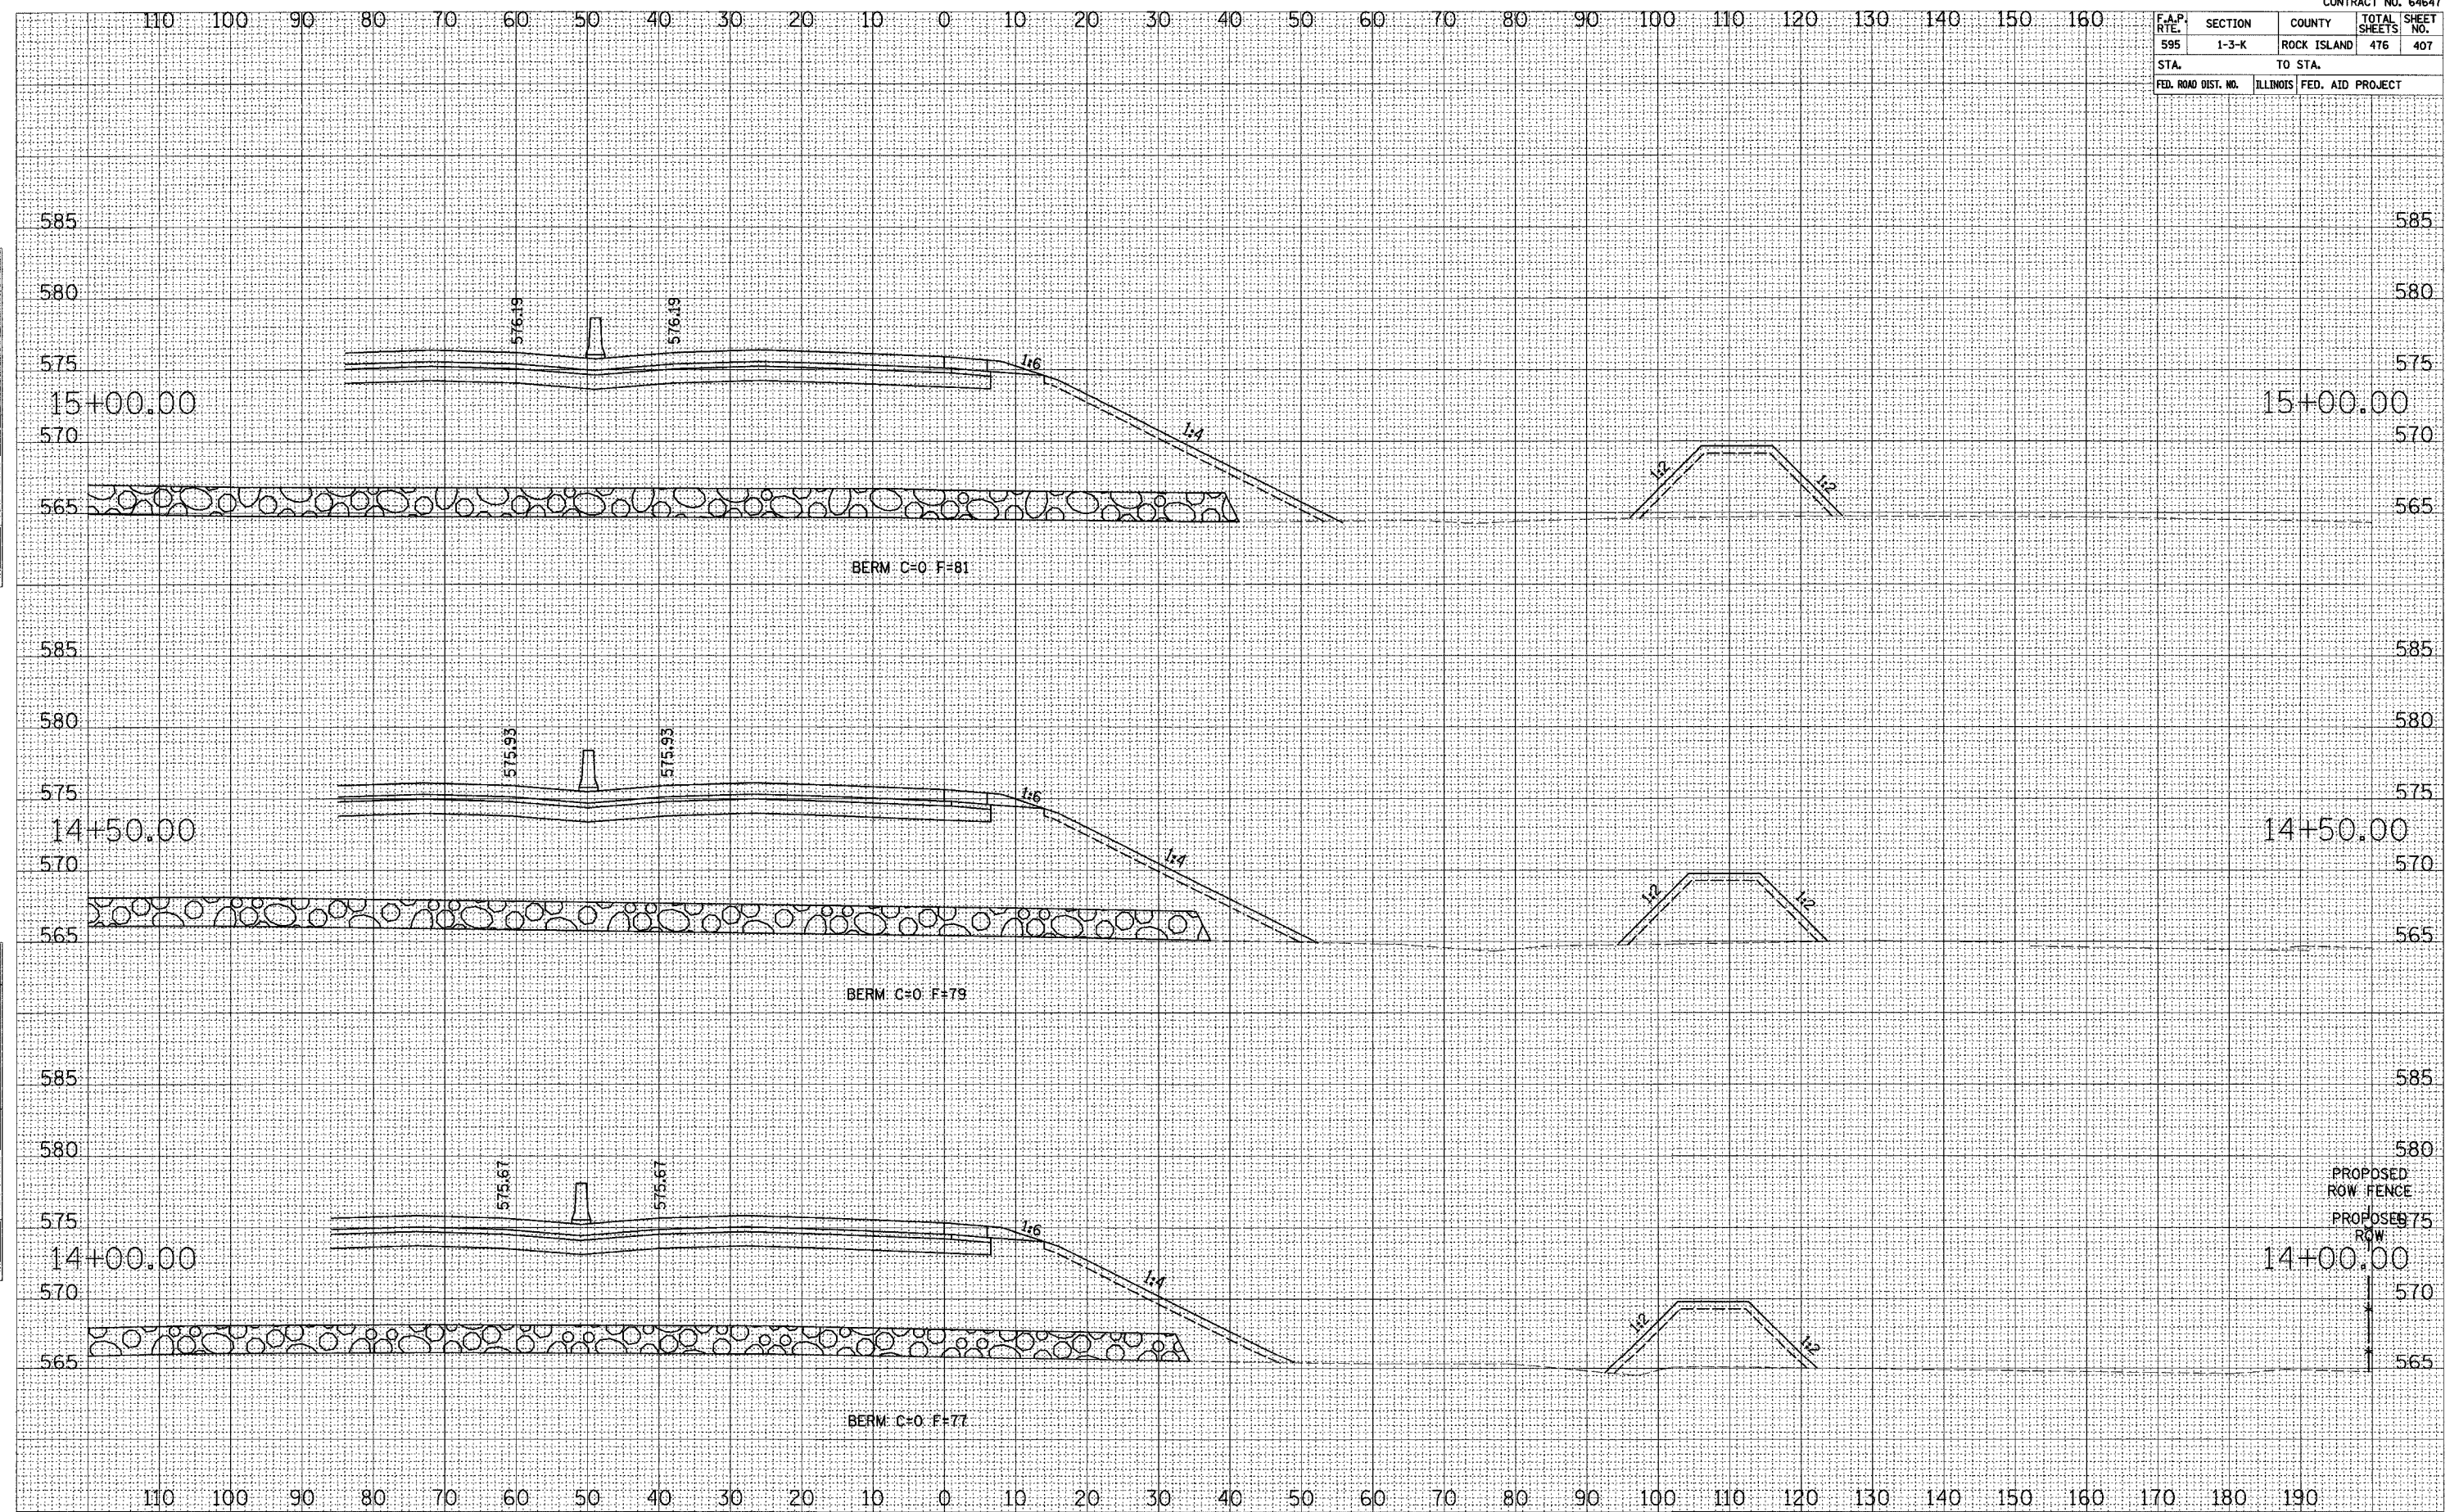 CONTRACT NO. 64647
F.A.P. RTE. SECTION COUNTY TOTAL SHEETS SHEET NO.
595 1-3-K ROCK ISLAND 476 407
STA. TO STA.
FED. ROAD DIST. NO. ILLINOIS FED. AID PROJECT
110 100 90 80 70 60 50 40 30 20 10 0 10 20 30 40 50 60 70 80 90 100 110 120 130 140 150 160
585 585
580 580
576.19 576.19
575 1:6 575
15+00.00 15+00.00
570 1:4 570
1:2 1:2
565 565
BERM C=0 F=81
585 585
580 580
575.93 575.93
575 1:6 575
14+50.00 14+50.00
570 1:4 570
1:2 1:2
565 565
BERM C=0 F=79
585 585
580 580
575.67 575.67
PROPOSED
ROW FENCE
575 1:6 PROPOSED 575
ROW
14+00.00 14+00.00
570 1:4 570
1:2 1:2
565 565
BERM C=0 F=77
110 100 90 80 70 60 50 40 30 20 10 0 10 20 30 40 50 60 70 80 90 100 110 120 130 140 150 160 170 180 190